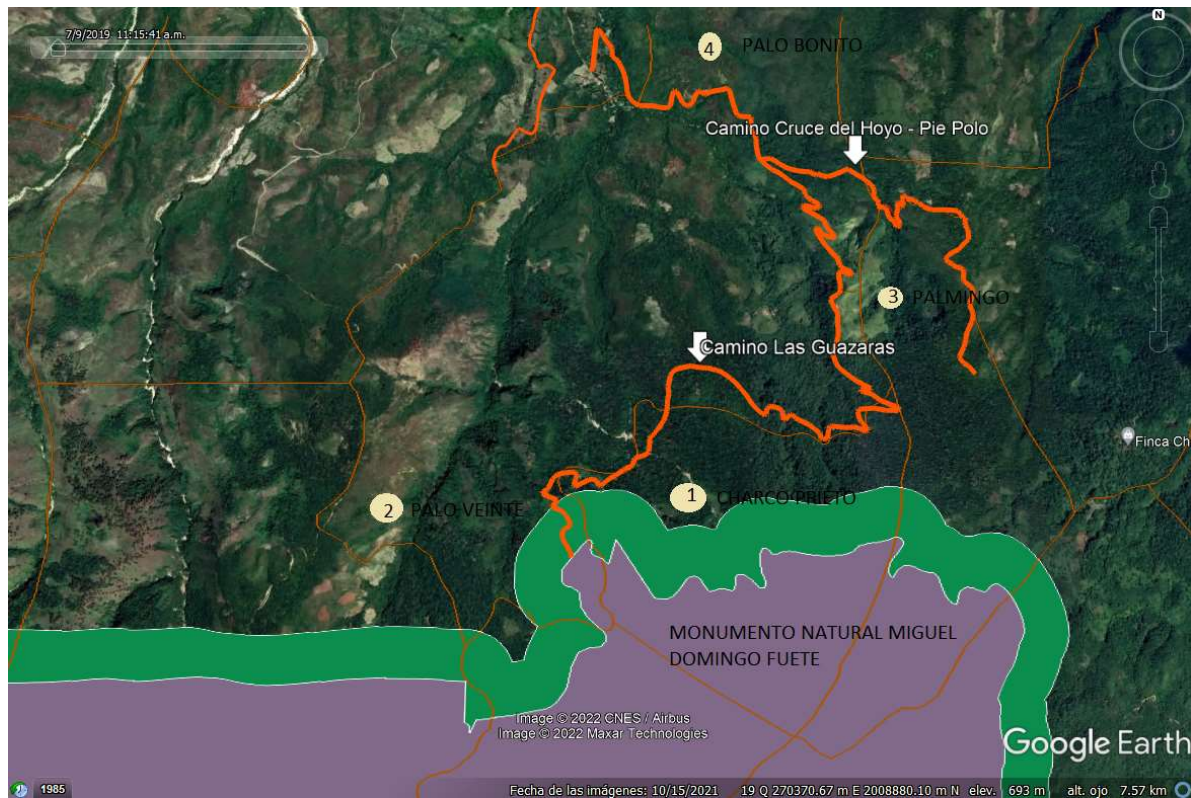 7/9/2019 11:15:41 a.m.
N
4 PALO BONITO
Camino Cruce del Hoyo - Pie Polo
3 PALMINGO
Camino Las Guazaras
Finca Ch
1 CHARCO PRIETO
2 PALO VEINTE
MONUMENTO NATURAL MIGUEL
DOMINGO FUETE
Image © 2022 CNES / Airbus
Image © 2022 Maxar Technologies
Google Earth
1985
Fecha de las imágenes: 10/15/2021 19 Q 270370.67 m E 2008880.10 m N elev. 693 m alt. ojo 7.57 km